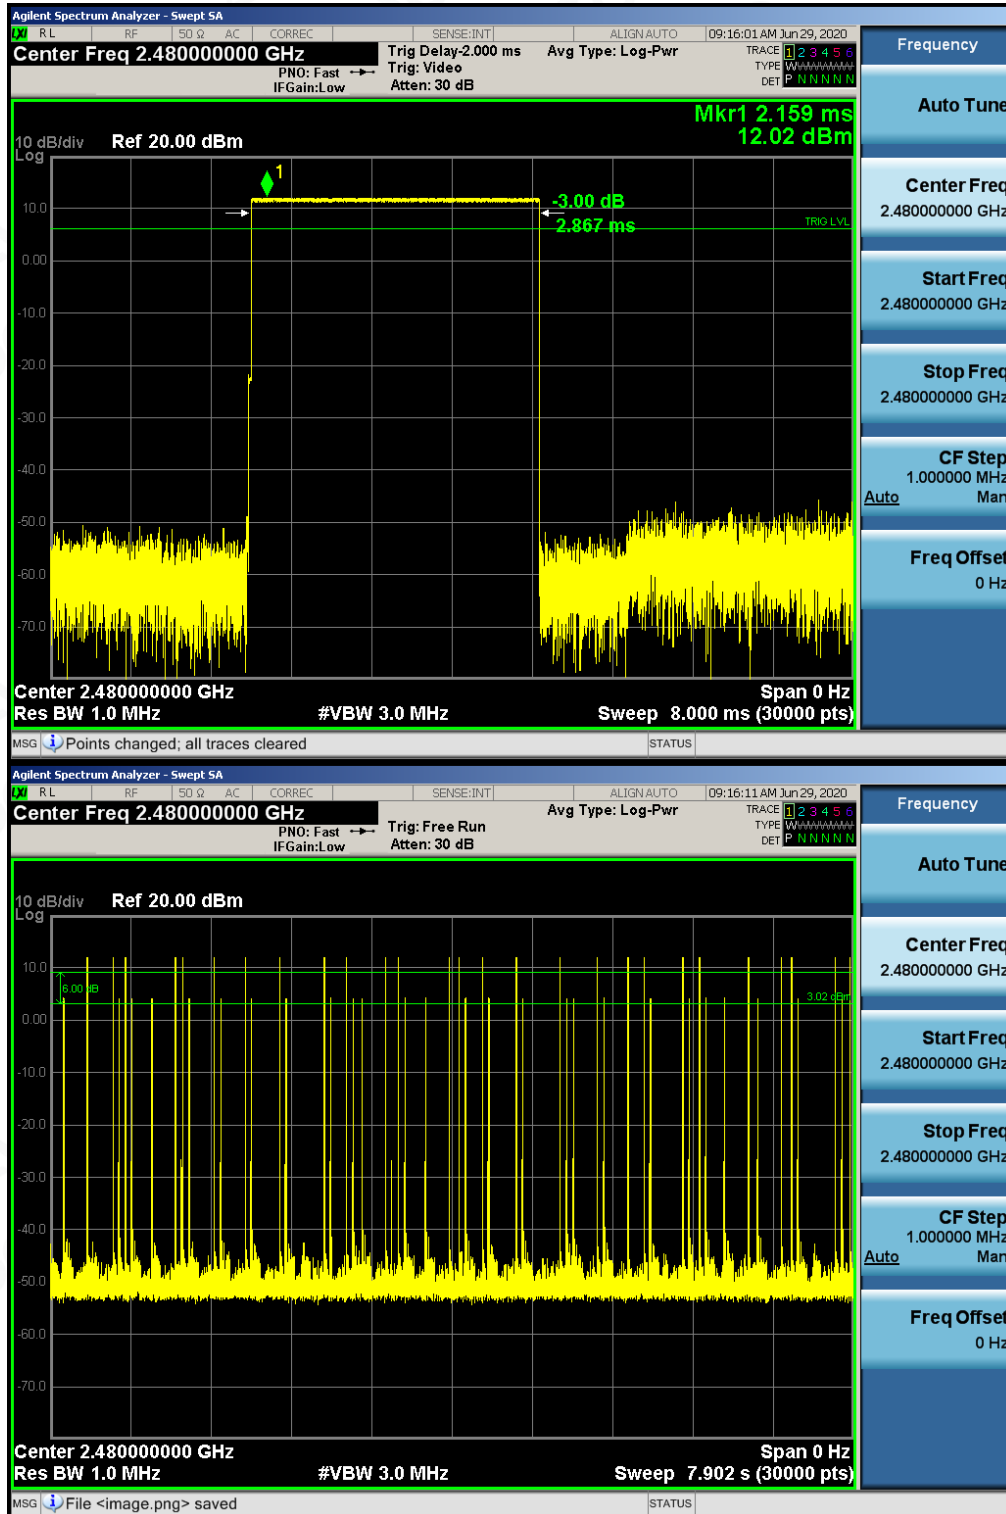 Agilent Spectrum Analyzer - Swept SA
LXI RL RF 50 Ω AC CORREC SENSE:INT ALIGN AUTO 09:16:01 AM Jun 29, 2020
Center Freq 2.480000000 GHz
PNO: Fast
IFGain:Low
Trig Delay-2.000 ms
Trig: Video
Atten: 30 dB
Avg Type: Log-Pwr
TRACE 1 2 3 4 5 6
TYPE WWWWWW
DET P N N N N N
Mkr1 2.159 ms
12.02 dBm
10 dB/div Ref 20.00 dBm
Log
1
10.0
-3.00 dB
2.867 ms
TRIG LVL
0.00
-10.0
-20.0
-30.0
-40.0
-50.0
-60.0
-70.0
Center 2.480000000 GHz Span 0 Hz
Res BW 1.0 MHz #VBW 3.0 MHz Sweep 8.000 ms (30000 pts)
MSG Points changed; all traces cleared STATUS
Frequency
Auto Tune
Center Freq
2.480000000 GHz
Start Freq
2.480000000 GHz
Stop Freq
2.480000000 GHz
CF Step
1.000000 MHz
Auto Man
Freq Offset
0 Hz
Agilent Spectrum Analyzer - Swept SA
LXI RL RF 50 Ω AC CORREC SENSE:INT ALIGN AUTO 09:16:11 AM Jun 29, 2020
Center Freq 2.480000000 GHz
PNO: Fast
IFGain:Low
Trig: Free Run
Atten: 30 dB
Avg Type: Log-Pwr
TRACE 1 2 3 4 5 6
TYPE WWWWWW
DET P N N N N N
10 dB/div Ref 20.00 dBm
Log
10.0
6.00 dB
3.02 dBm
0.00
-10.0
-20.0
-30.0
-40.0
-50.0
-60.0
-70.0
Center 2.480000000 GHz Span 0 Hz
Res BW 1.0 MHz #VBW 3.0 MHz Sweep 7.902 s (30000 pts)
MSG File <image.png> saved STATUS
Frequency
Auto Tune
Center Freq
2.480000000 GHz
Start Freq
2.480000000 GHz
Stop Freq
2.480000000 GHz
CF Step
1.000000 MHz
Auto Man
Freq Offset
0 Hz